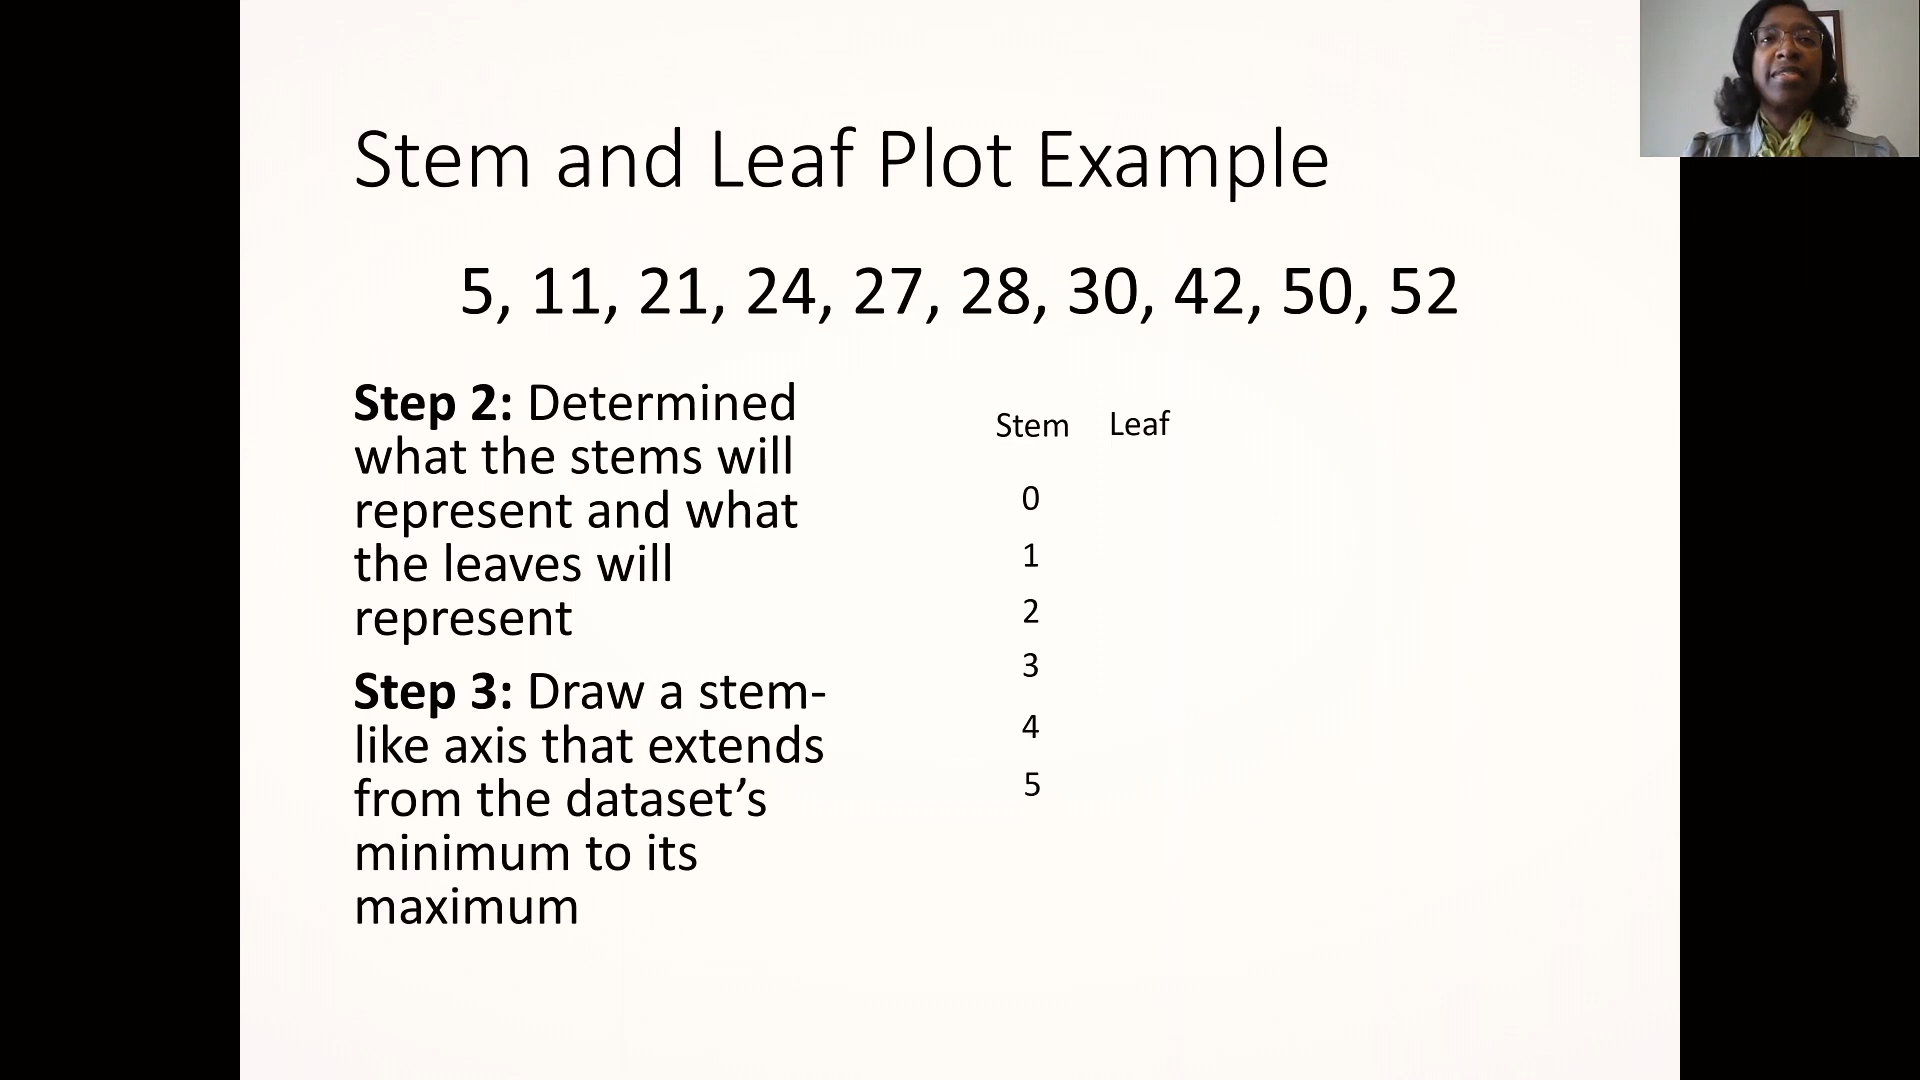 Stem and Leaf Plot Example
5, 11, 21, 24, 27, 28, 30, 42, 50, 52
Step 2: Determined
what the stems will
represent and what
the leaves will
represent
Step 3: Draw a stem-
like axis that extends
from the dataset’s
minimum to its
maximum
Stem Leaf
0
1
2
3
4
5